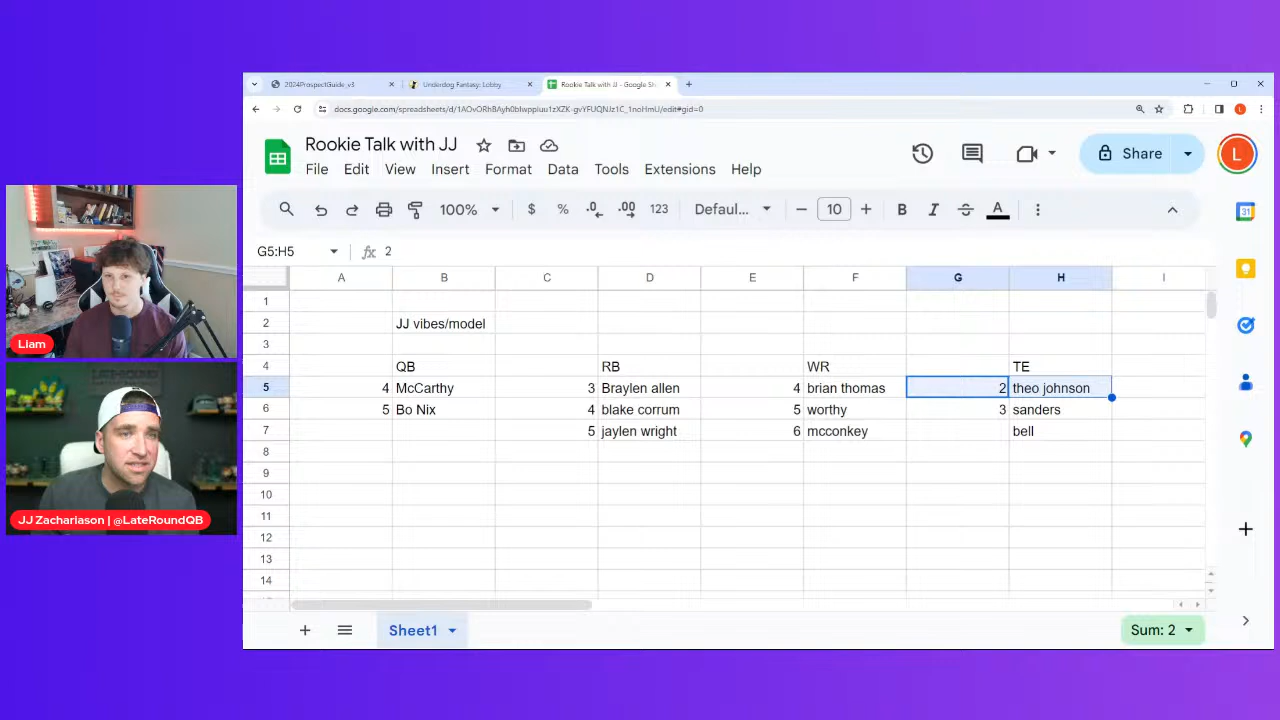 2024ProspectGuide_v3
Underdog Fantasy: Lobby
Rookie Talk with JJ - Google Sh
Rookie Talk with JJ
File Edit View Insert Format Data Tools Extensions Help
Share
L
100% $ % .0 .00 123 Defaul... 10 B I A
G5:H5 fx 2
A B C D E F G H I
1
2 JJ vibes/model
3
4 QB RB WR TE
5 4 McCarthy 3 Braylen allen 4 brian thomas 2 theo johnson
6 5 Bo Nix 4 blake corrum 5 worthy 3 sanders
7 5 jaylen wright 6 mcconkey bell
8
9
10
11
12
13
14
Sheet1
Sum: 2
31
Liam
JJ Zachariason | @LateRoundQB